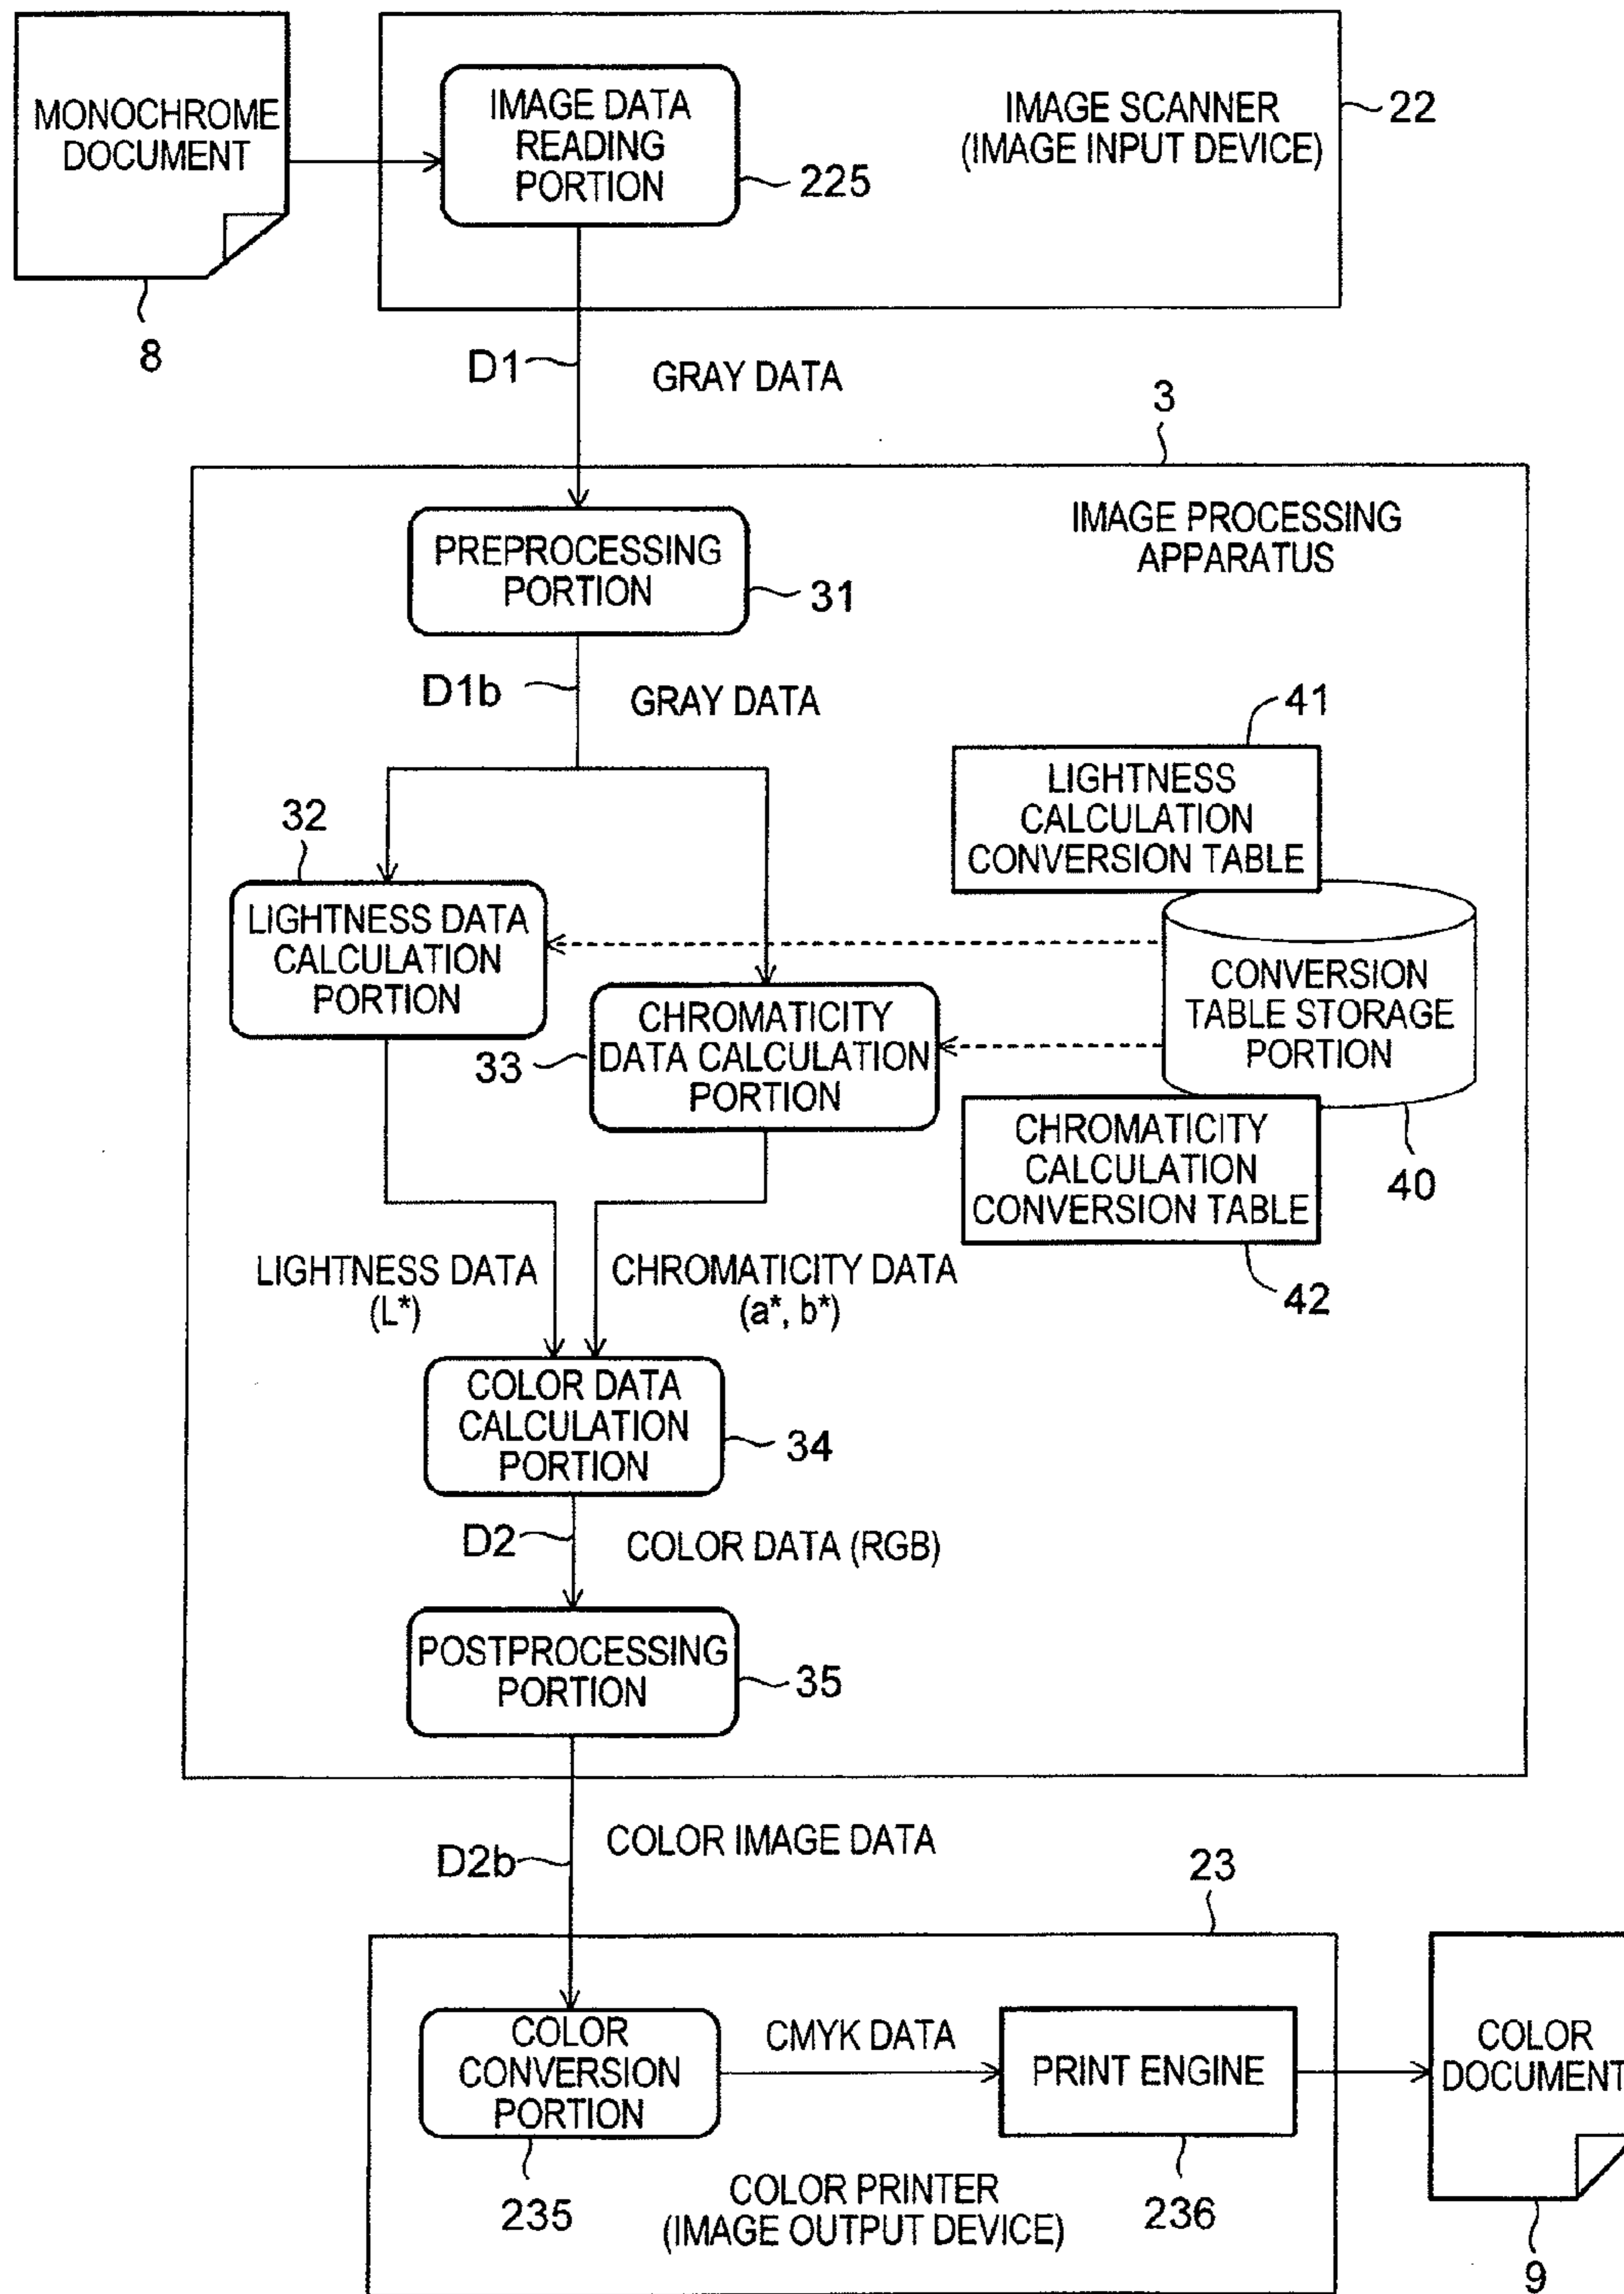 MONOCHROME
DOCUMENT
8
IMAGE DATA
READING
PORTION
225
IMAGE SCANNER
(IMAGE INPUT DEVICE)
22
D1
GRAY DATA
3
IMAGE PROCESSING
APPARATUS
PREPROCESSING
PORTION
31
D1b
GRAY DATA
41
LIGHTNESS
CALCULATION
CONVERSION TABLE
32
LIGHTNESS DATA
CALCULATION
PORTION
33
CHROMATICITY
DATA CALCULATION
PORTION
CONVERSION
TABLE STORAGE
PORTION
40
CHROMATICITY
CALCULATION
CONVERSION TABLE
42
LIGHTNESS DATA
(L*)
CHROMATICITY DATA
(a*, b*)
COLOR DATA
CALCULATION
PORTION
34
D2
COLOR DATA (RGB)
POSTPROCESSING
PORTION
35
D2b
COLOR IMAGE DATA
23
COLOR
CONVERSION
PORTION
235
CMYK DATA
PRINT ENGINE
236
COLOR PRINTER
(IMAGE OUTPUT DEVICE)
COLOR
DOCUMENT
9